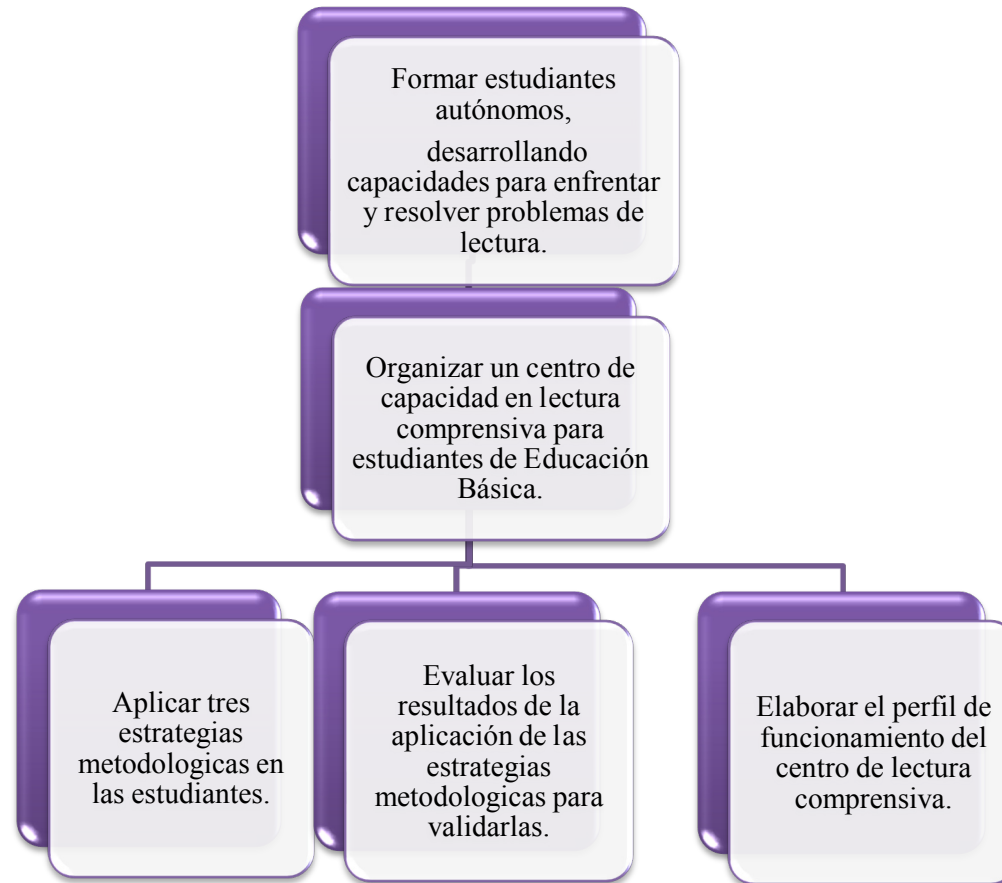 Formar estudiantes
autónomos,
desarrollando
capacidades para enfrentar
y resolver problemas de
lectura.
Organizar un centro de
capacidad en lectura
comprensiva para
estudiantes de Educación
Básica.
Aplicar tres
estrategias
metodologicas en
las estudiantes.
Evaluar los
resultados de la
aplicación de las
estrategias
metodologicas para
validarlas.
Elaborar el perfil de
funcionamiento del
centro de lectura
comprensiva.